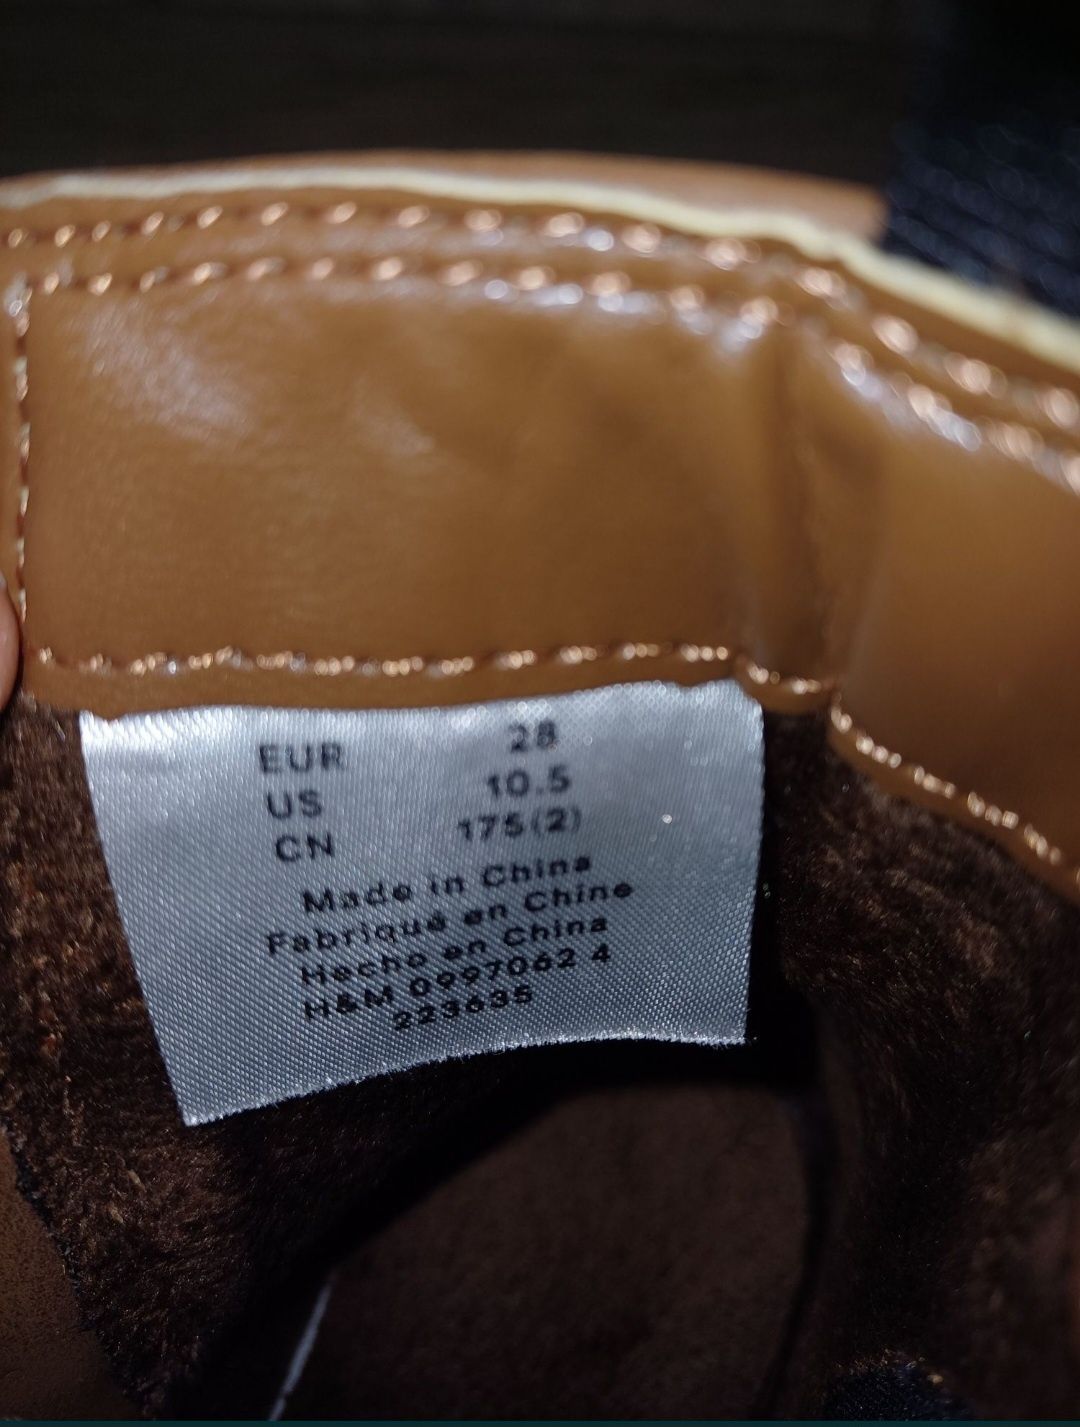 EUR 28
US 10.5
CN 175(2)
Made in China
Fabriqué en Chine
Hecho en China
H&M 0997062 4
223635